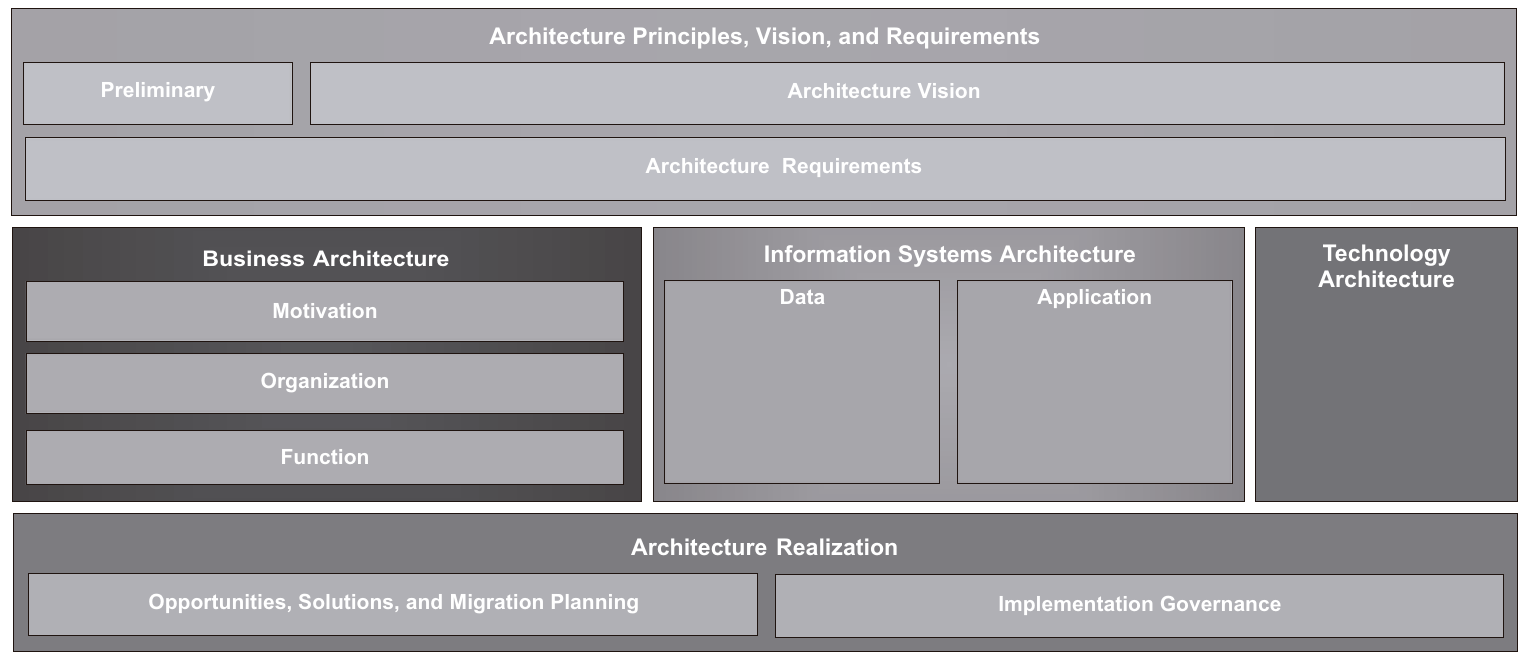 Architecture Principles, Vision, and Requirements
Preliminary
Architecture Vision
Architecture Requirements
Business Architecture
Motivation
Organization
Function
Information Systems Architecture
Data
Application
Technology
Architecture
Architecture Realization
Opportunities, Solutions, and Migration Planning
Implementation Governance